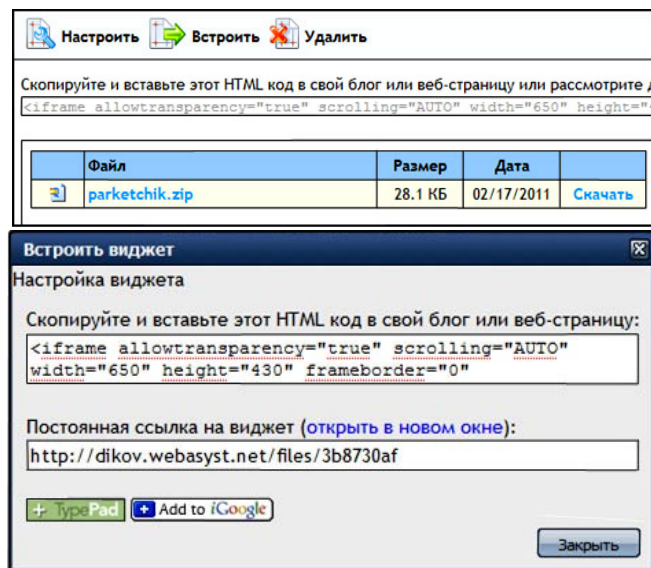 Настроить Встроить Удалить
Скопируйте и вставьте этот HTML код в свой блог или веб-страницу или рассмотрите
<iframe allowtransparency="true" scrolling="AUTO" width="650" height="
Файл Размер Дата
parketchik.zip 28.1 КБ 02/17/2011 Скачать
Встроить виджет
Настройка виджета
Скопируйте и вставьте этот HTML код в свой блог или веб-страницу:
<iframe allowtransparency="true" scrolling="AUTO"
width="650" height="430" frameborder="0"
Постоянная ссылка на виджет (открыть в новом окне):
http://dikov.webasyst.net/files/3b8730af
+ TypePad + Add to iGoogle
Закрыть